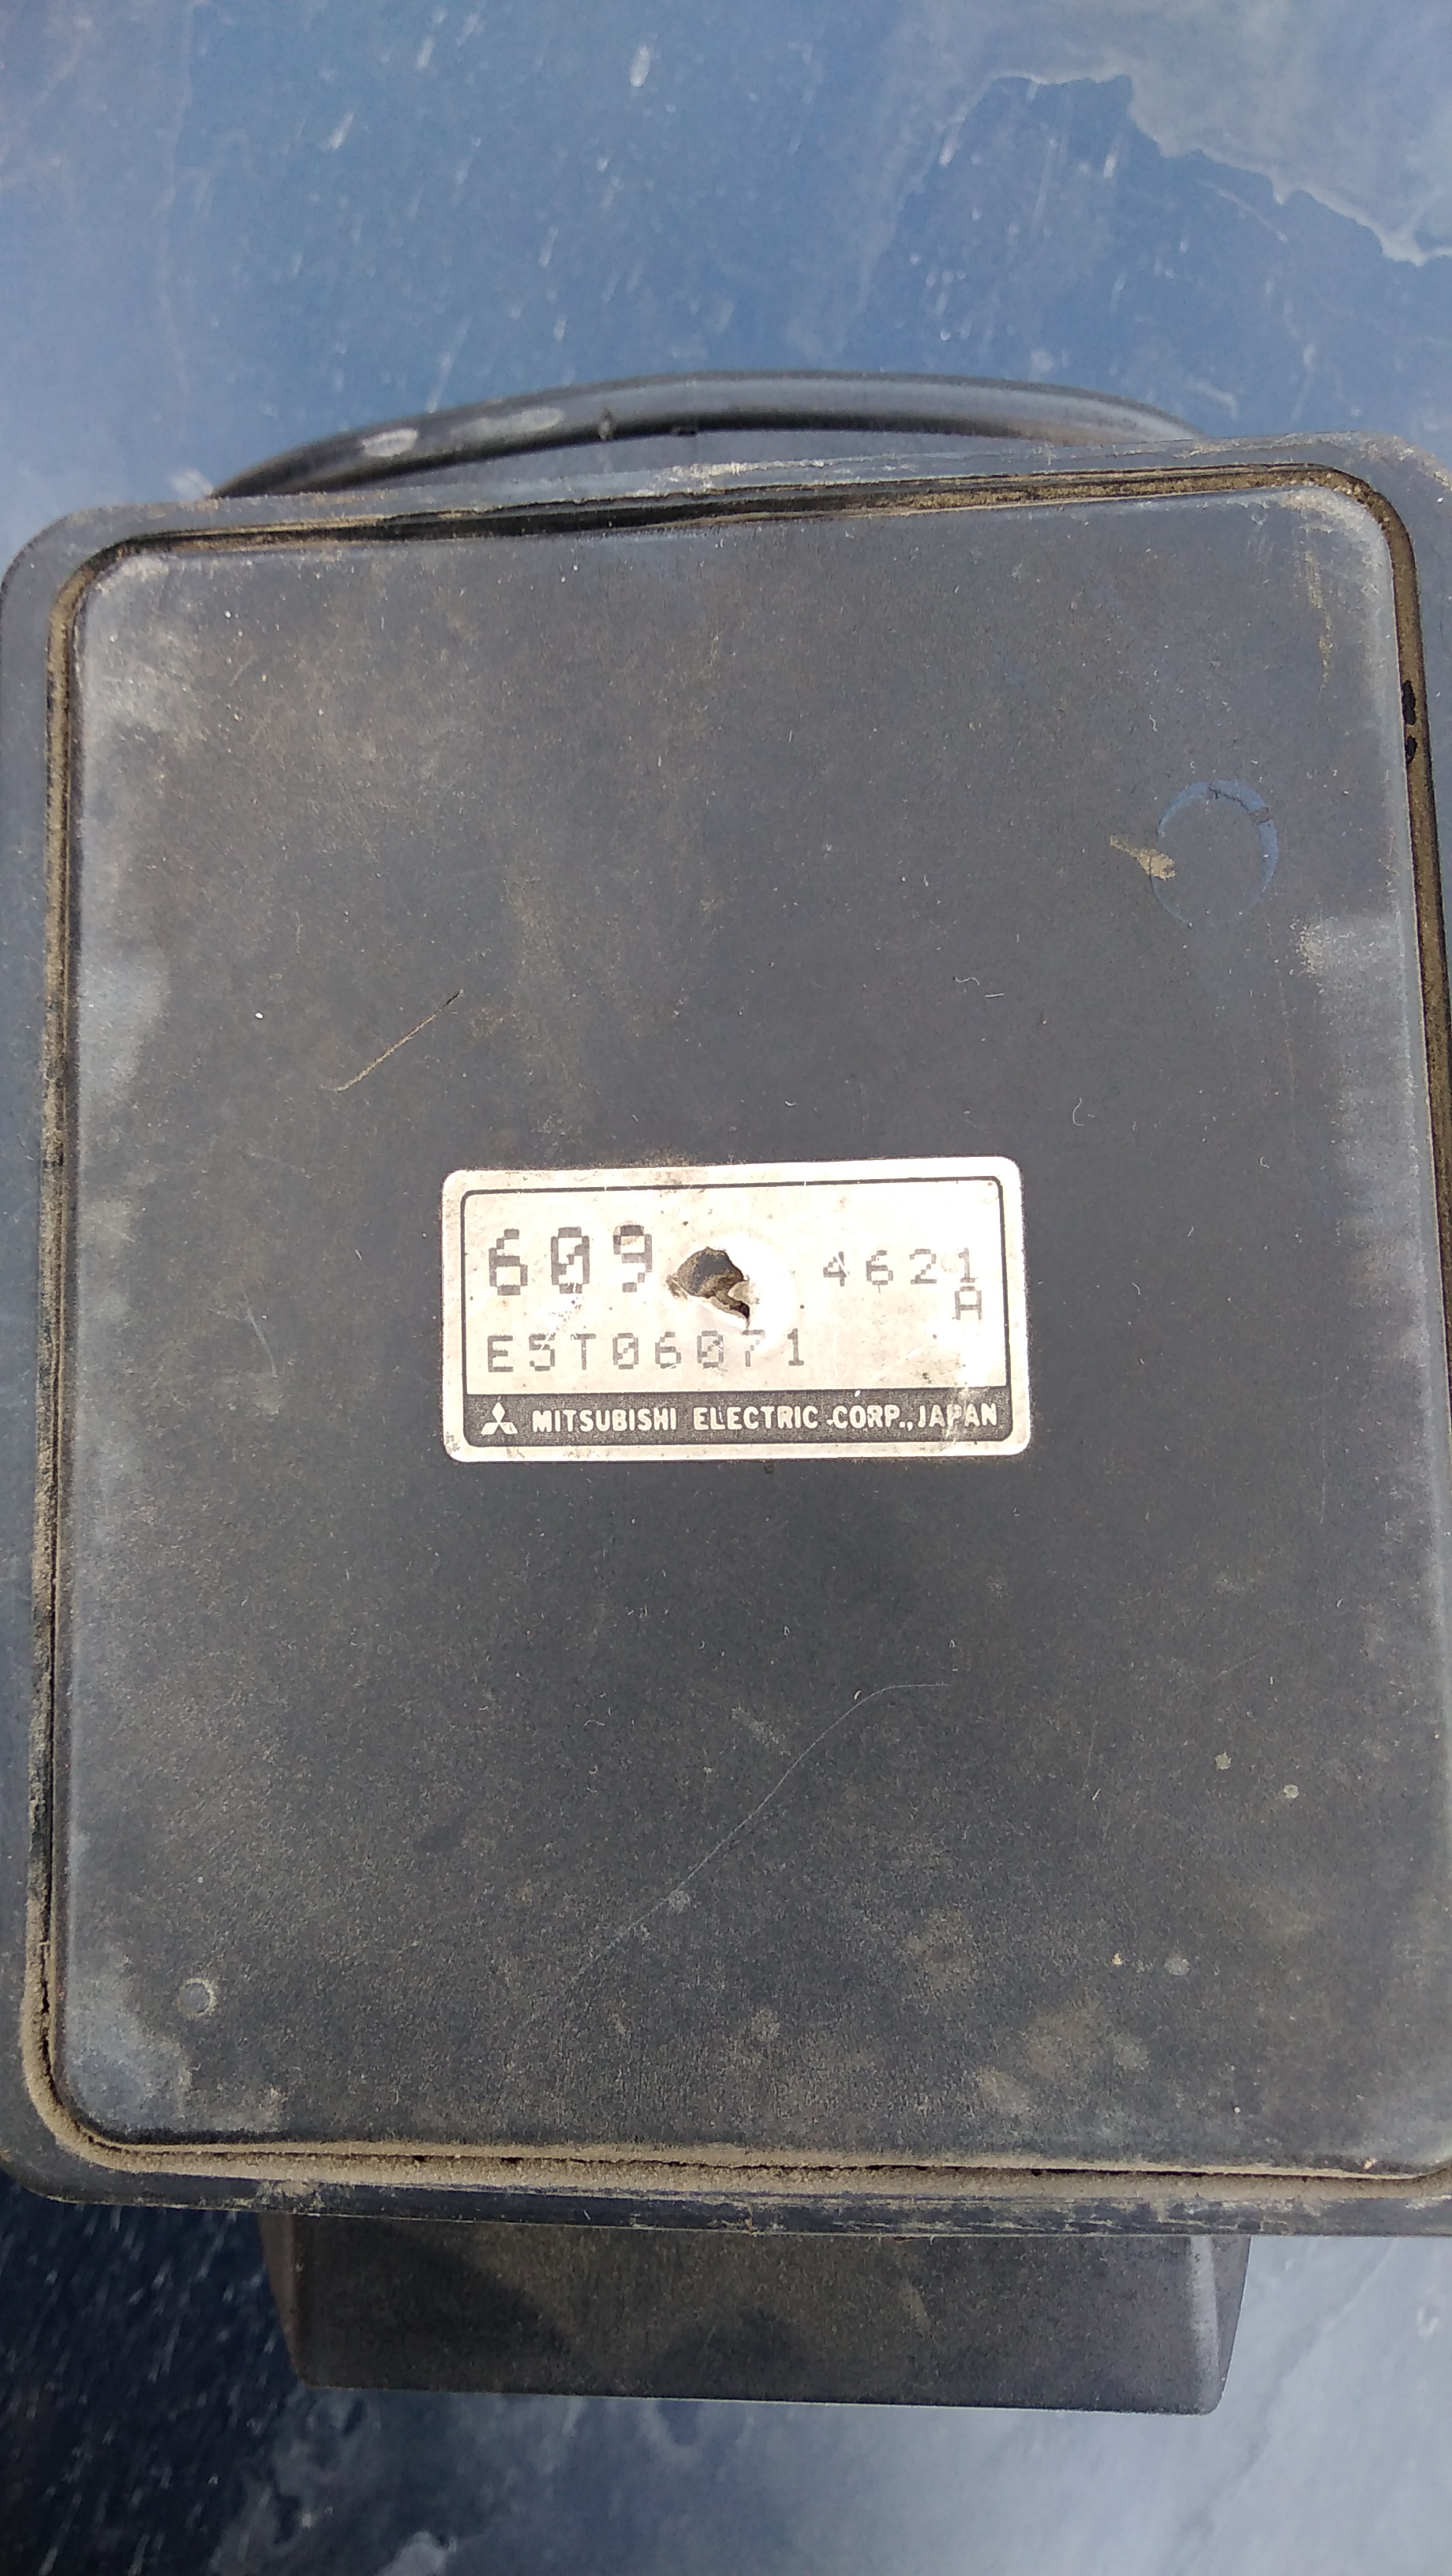 609 4621
A
E5T06071
MITSUBISHI ELECTRIC CORP., JAPAN